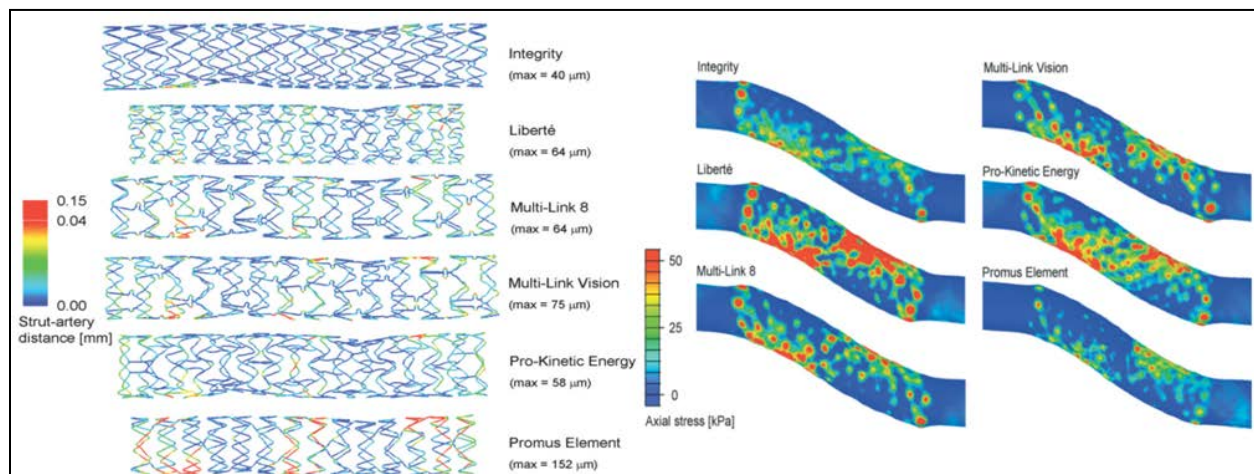 Integrity
(max = 40 μm)
Liberté
(max = 64 μm)
Multi-Link 8
(max = 64 μm)
Multi-Link Vision
(max = 75 μm)
Pro-Kinetic Energy
(max = 58 μm)
Promus Element
(max = 152 μm)
0.15
0.04
0.00
Strut-artery
distance [mm]
Integrity
Liberté
Multi-Link 8
Multi-Link Vision
Pro-Kinetic Energy
Promus Element
50
25
0
Axial stress [kPa]